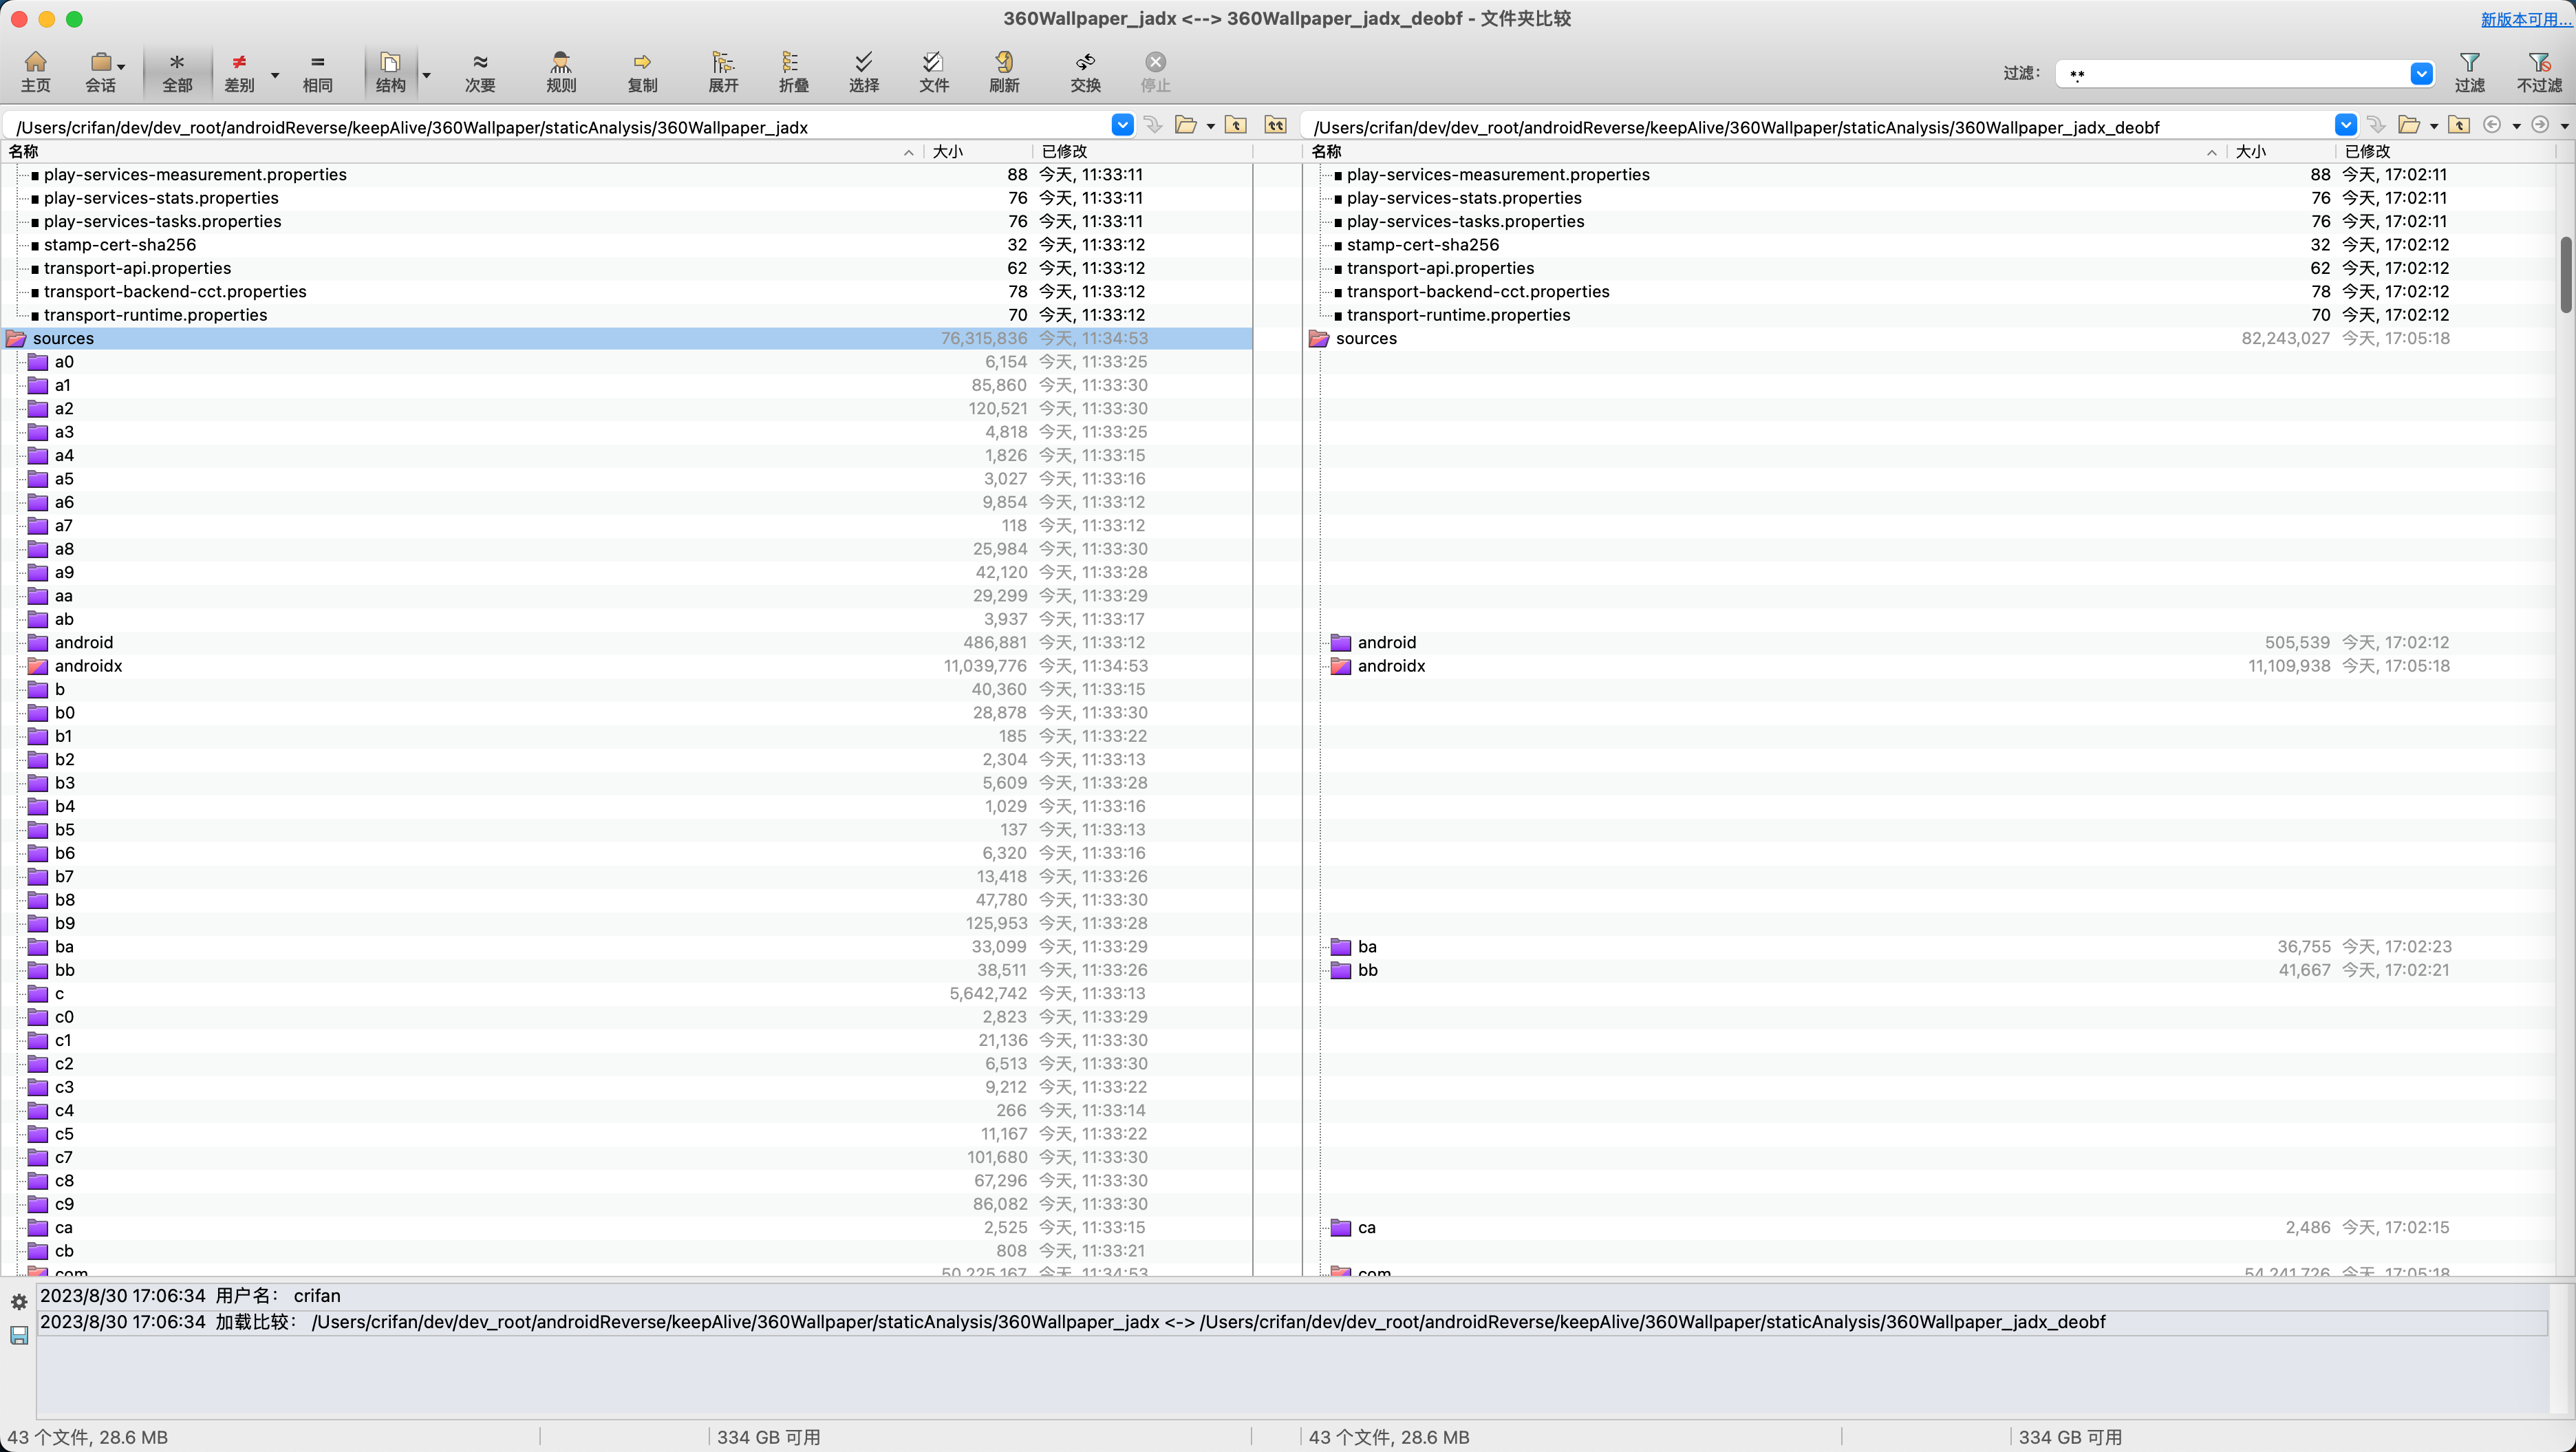 360Wallpaper_jadx <--> 360Wallpaper_jadx_deobf - 文件夹比较
新版本可用...
主页 会话 全部 差别 相同 结构 次要 规则 复制 展开 折叠 选择 文件 刷新 交换 停止 过滤： *.* 过滤 不过滤
/Users/crifan/dev/dev_root/androidReverse/keepAlive/360Wallpaper/staticAnalysis/360Wallpaper_jadx /Users/crifan/dev/dev_root/androidReverse/keepAlive/360Wallpaper/staticAnalysis/360Wallpaper_jadx_deobf
名称 大小 已修改 名称 大小 已修改
play-services-measurement.properties 88 今天, 11:33:11 play-services-measurement.properties 88 今天, 17:02:11
play-services-stats.properties 76 今天, 11:33:11 play-services-stats.properties 76 今天, 17:02:11
play-services-tasks.properties 76 今天, 11:33:11 play-services-tasks.properties 76 今天, 17:02:11
stamp-cert-sha256 32 今天, 11:33:12 stamp-cert-sha256 32 今天, 17:02:12
transport-api.properties 62 今天, 11:33:12 transport-api.properties 62 今天, 17:02:12
transport-backend-cct.properties 78 今天, 11:33:12 transport-backend-cct.properties 78 今天, 17:02:12
transport-runtime.properties 70 今天, 11:33:12 transport-runtime.properties 70 今天, 17:02:12
sources 76,315,836 今天, 11:34:53 sources 82,243,027 今天, 17:05:18
a0 6,154 今天, 11:33:25
a1 85,860 今天, 11:33:30
a2 120,521 今天, 11:33:30
a3 4,818 今天, 11:33:25
a4 1,826 今天, 11:33:15
a5 3,027 今天, 11:33:16
a6 9,854 今天, 11:33:12
a7 118 今天, 11:33:12
a8 25,984 今天, 11:33:30
a9 42,120 今天, 11:33:28
aa 29,299 今天, 11:33:29
ab 3,937 今天, 11:33:17
android 486,881 今天, 11:33:12 android 505,539 今天, 17:02:12
androidx 11,039,776 今天, 11:34:53 androidx 11,109,938 今天, 17:05:18
b 40,360 今天, 11:33:15
b0 28,878 今天, 11:33:30
b1 185 今天, 11:33:22
b2 2,304 今天, 11:33:13
b3 5,609 今天, 11:33:28
b4 1,029 今天, 11:33:16
b5 137 今天, 11:33:13
b6 6,320 今天, 11:33:16
b7 13,418 今天, 11:33:26
b8 47,780 今天, 11:33:30
b9 125,953 今天, 11:33:28
ba 33,099 今天, 11:33:29 ba 36,755 今天, 17:02:23
bb 38,511 今天, 11:33:26 bb 41,667 今天, 17:02:21
c 5,642,742 今天, 11:33:13
c0 2,823 今天, 11:33:29
c1 21,136 今天, 11:33:30
c2 6,513 今天, 11:33:30
c3 9,212 今天, 11:33:22
c4 266 今天, 11:33:14
c5 11,167 今天, 11:33:22
c7 101,680 今天, 11:33:30
c8 67,296 今天, 11:33:30
c9 86,082 今天, 11:33:30
ca 2,525 今天, 11:33:15 ca 2,486 今天, 17:02:15
cb 808 今天, 11:33:21
com 50,225,167 今天, 11:34:53 com 54,241,726 今天, 17:05:18
2023/8/30 17:06:34 用户名： crifan
2023/8/30 17:06:34 加载比较： /Users/crifan/dev/dev_root/androidReverse/keepAlive/360Wallpaper/staticAnalysis/360Wallpaper_jadx <-> /Users/crifan/dev/dev_root/androidReverse/keepAlive/360Wallpaper/staticAnalysis/360Wallpaper_jadx_deobf
43 个文件, 28.6 MB 334 GB 可用 43 个文件, 28.6 MB 334 GB 可用